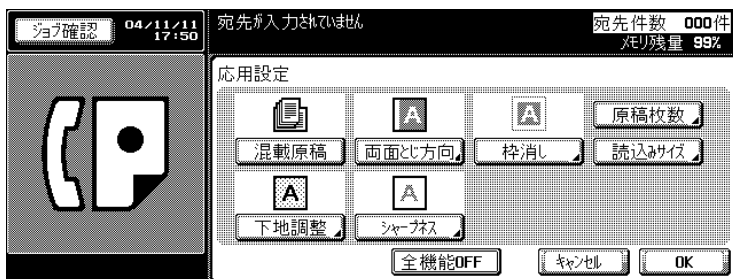 ジョブ確認
04/11/11
17:50
宛先が入力されていません
宛先件数 000件
メモリ残量 99%
応用設定
A
A
混載原稿
両面とじ方向
枠消し
原稿枚数
読込みサイズ
A
A
下地調整
シャープネス
全機能OFF
キャンセル
OK